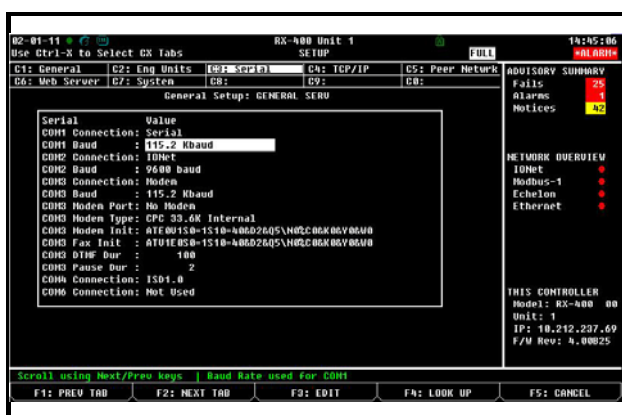 02-01-11 RX-400 Unit 1 14:45:06
Use Ctrl-X to Select CX Tabs SETUP FULL *ALARM*
C1: General C2: Eng Units C3: Serial C4: TCP/IP C5: Peer Network
C6: Web Server C7: System C8: C9: C0:
General Setup: GENERAL SERV
Serial Value
COM1 Connection: Serial
COM1 Baud : 115.2 Kbaud
COM2 Connection: IONet
COM2 Baud : 9600 baud
COM3 Connection: Modem
COM3 Baud : 115.2 Kbaud
COM3 Modem Port: No Modem
COM3 Modem Type: CPC 33.6K Internal
COM3 Modem Init: ATE0V1S0=1S10=40&D2&Q5\N0%C0&K0&Y0&W0
COM3 Fax Init : ATV1E0S0=1S10=40&D2&Q5\N0%C0&K0&Y0&W0
COM3 DTMF Dur : 100
COM3 Pause Dur : 2
COM4 Connection: ISD1.0
COM6 Connection: Not Used
ADVISORY SUMMARY
Fails 25
Alarms 1
Notices 42
NETWORK OVERVIEW
IONet
Modbus-1
Echelon
Ethernet
THIS CONTROLLER
Model: RX-400 00
Unit: 1
IP: 10.212.237.69
F/W Rev: 4.00B25
Scroll using Next/Prev keys | Baud Rate used for COM1
F1: PREV TAB F2: NEXT TAB F3: EDIT F4: LOOK UP F5: CANCEL